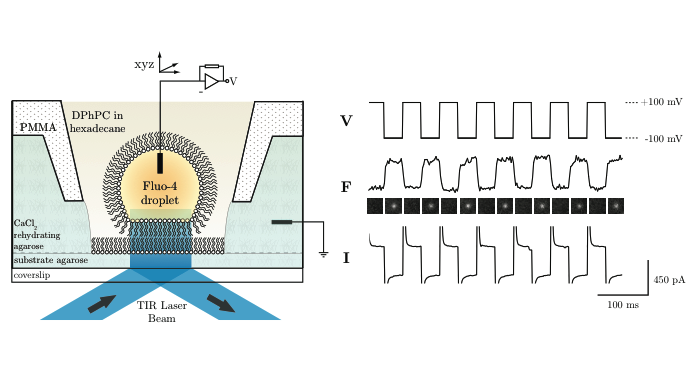 xyz
V
DPhPC in
hexadecane
PMMA
Fluo-4
droplet
CaCl2
rehydrating
agarose
substrate agarose
coverslip
TIR Laser
Beam
V
+100 mV
-100 mV
F
I
450 pA
100 ms